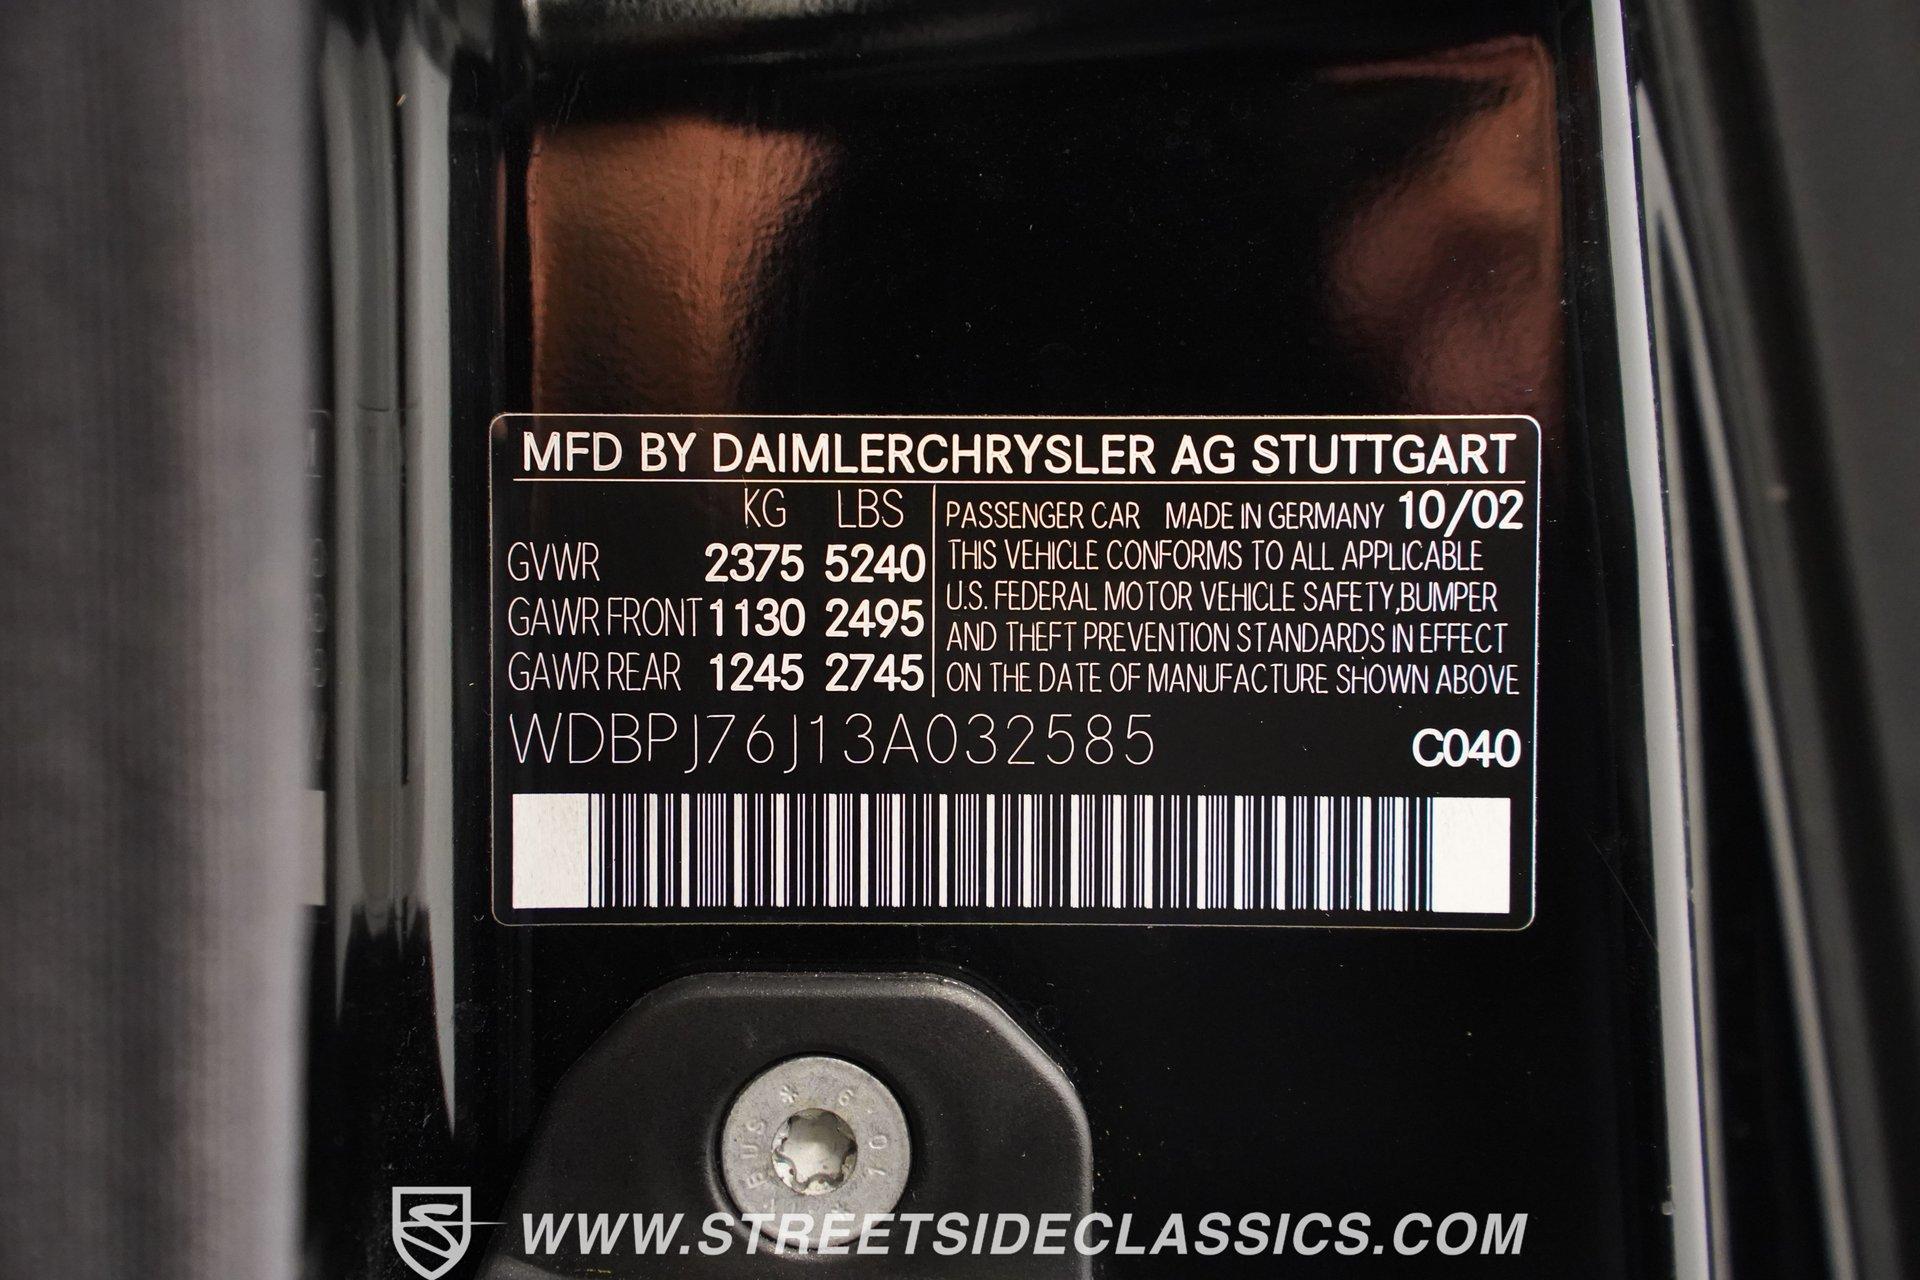 MFD BY DAIMLERCHRYSLER AG STUTTGART
KG LBS
GVWR 2375 5240
GAWR FRONT 1130 2495
GAWR REAR 1245 2745
PASSENGER CAR MADE IN GERMANY 10/02
THIS VEHICLE CONFORMS TO ALL APPLICABLE
U.S. FEDERAL MOTOR VEHICLE SAFETY, BUMPER
AND THEFT PREVENTION STANDARDS IN EFFECT
ON THE DATE OF MANUFACTURE SHOWN ABOVE
WDBPJ76J13A032585 C040
WWW.STREETSIDECLASSICS.COM